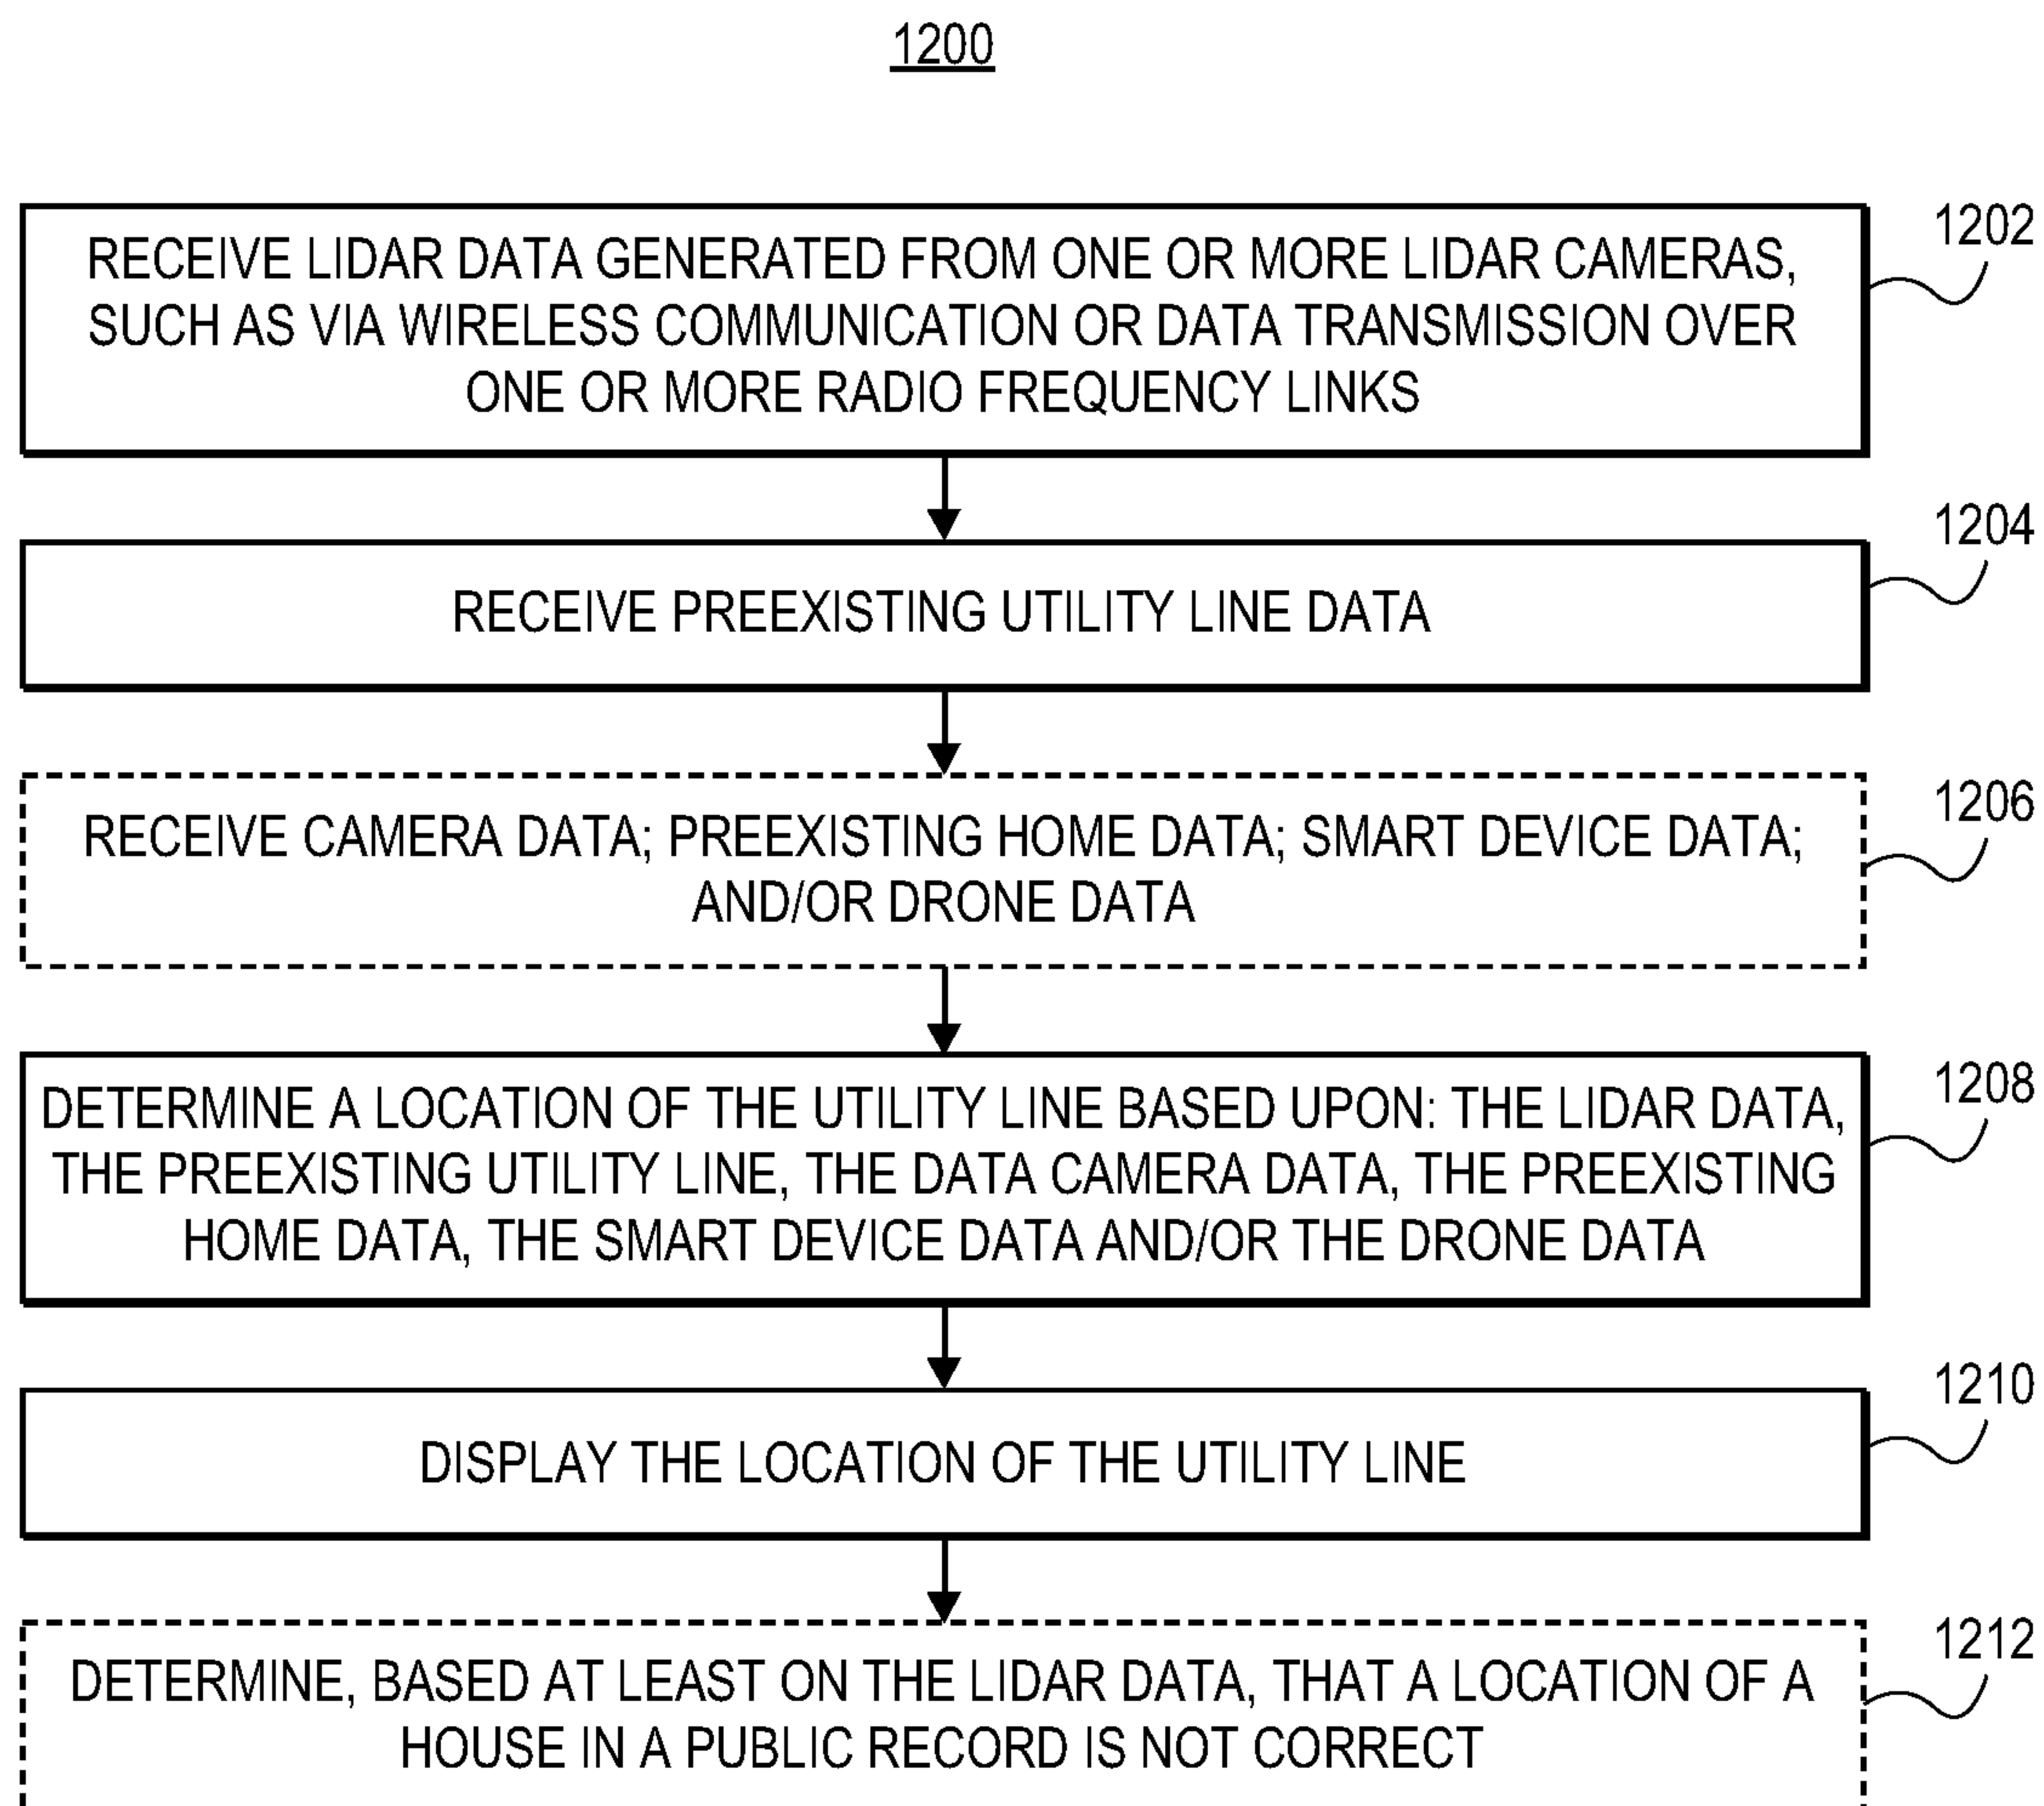 1200
RECEIVE LIDAR DATA GENERATED FROM ONE OR MORE LIDAR CAMERAS,
SUCH AS VIA WIRELESS COMMUNICATION OR DATA TRANSMISSION OVER
ONE OR MORE RADIO FREQUENCY LINKS
1202
RECEIVE PREEXISTING UTILITY LINE DATA
1204
RECEIVE CAMERA DATA; PREEXISTING HOME DATA; SMART DEVICE DATA;
AND/OR DRONE DATA
1206
DETERMINE A LOCATION OF THE UTILITY LINE BASED UPON: THE LIDAR DATA,
THE PREEXISTING UTILITY LINE, THE DATA CAMERA DATA, THE PREEXISTING
HOME DATA, THE SMART DEVICE DATA AND/OR THE DRONE DATA
1208
DISPLAY THE LOCATION OF THE UTILITY LINE
1210
DETERMINE, BASED AT LEAST ON THE LIDAR DATA, THAT A LOCATION OF A
HOUSE IN A PUBLIC RECORD IS NOT CORRECT
1212